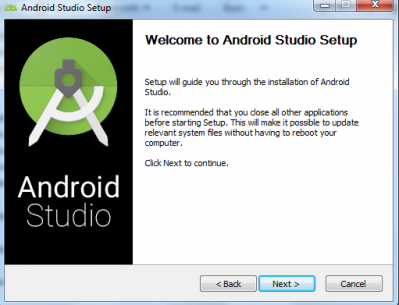 Android Studio Setup
Welcome to Android Studio Setup
Setup will guide you through the installation of Android
Studio.
It is recommended that you close all other applications
before starting Setup. This will make it possible to update
relevant system files without having to reboot your
computer.
Click Next to continue.
Android
Studio
< Back
Next >
Cancel